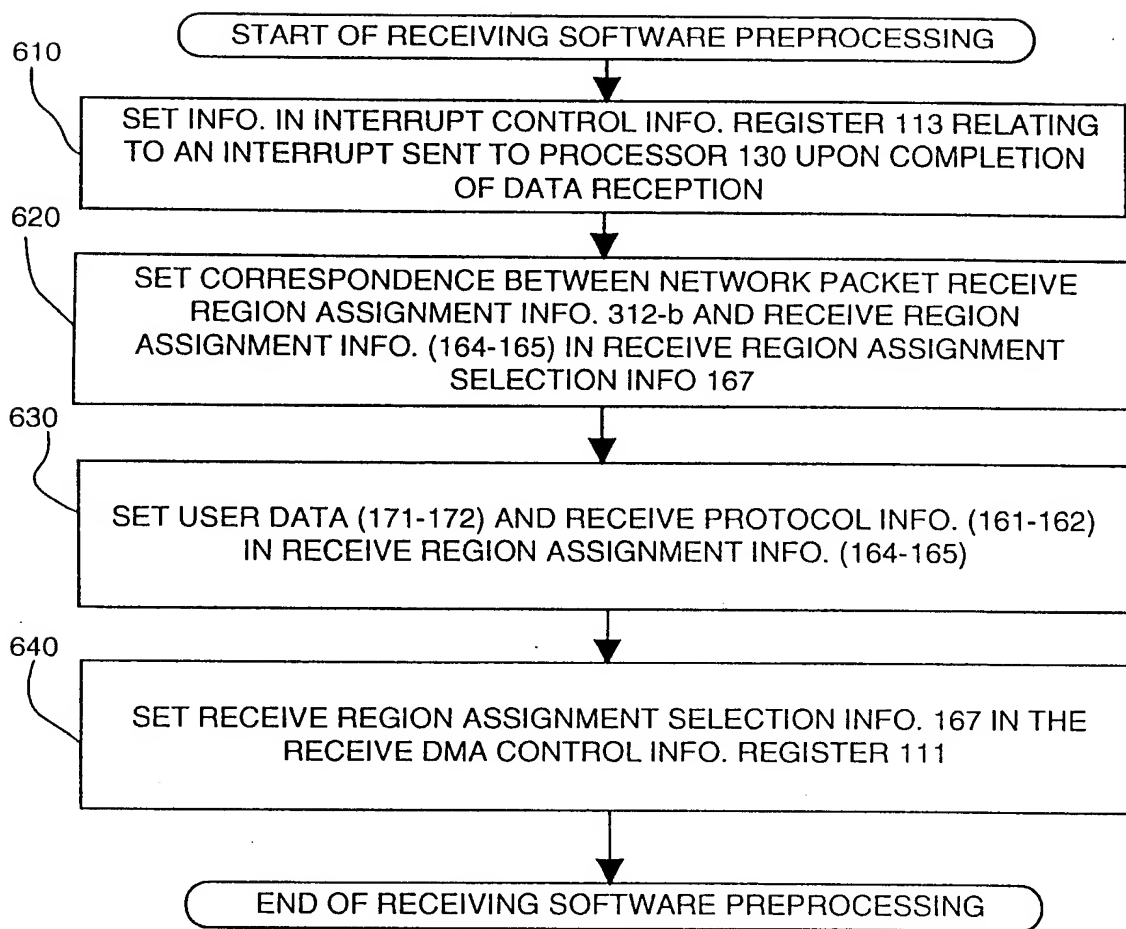 START OF RECEIVING SOFTWARE PREPROCESSING
610
SET INFO. IN INTERRUPT CONTROL INFO. REGISTER 113 RELATING
TO AN INTERRUPT SENT TO PROCESSOR 130 UPON COMPLETION
OF DATA RECEPTION
620
SET CORRESPONDENCE BETWEEN NETWORK PACKET RECEIVE
REGION ASSIGNMENT INFO. 312-b AND RECEIVE REGION
ASSIGNMENT INFO. (164-165) IN RECEIVE REGION ASSIGNMENT
SELECTION INFO 167
630
SET USER DATA (171-172) AND RECEIVE PROTOCOL INFO. (161-162)
IN RECEIVE REGION ASSIGNMENT INFO. (164-165)
640
SET RECEIVE REGION ASSIGNMENT SELECTION INFO. 167 IN THE
RECEIVE DMA CONTROL INFO. REGISTER 111
END OF RECEIVING SOFTWARE PREPROCESSING